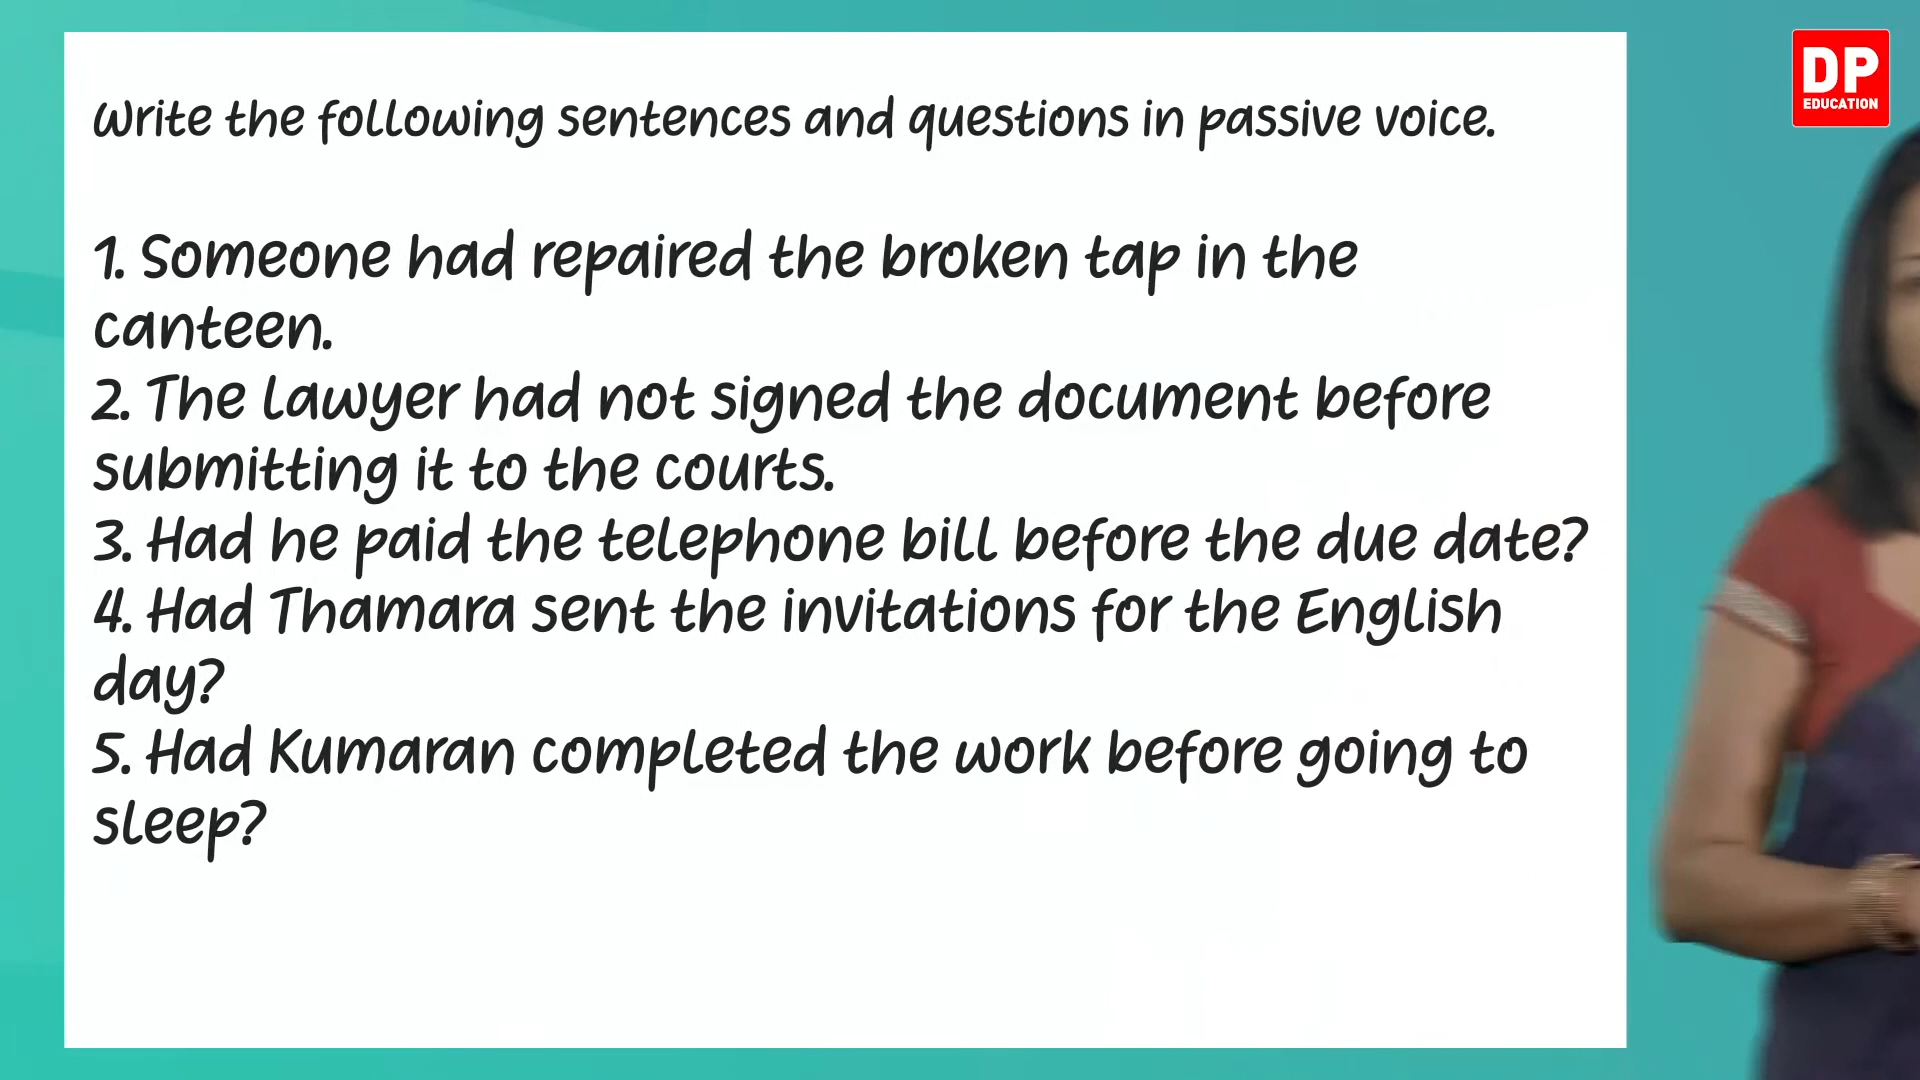 DP
EDUCATION
Write the following sentences and questions in passive voice.
1. Someone had repaired the broken tap in the
canteen.
2. The lawyer had not signed the document before
submitting it to the courts.
3. Had he paid the telephone bill before the due date?
4. Had Thamara sent the invitations for the English
day?
5. Had Kumaran completed the work before going to
sleep?